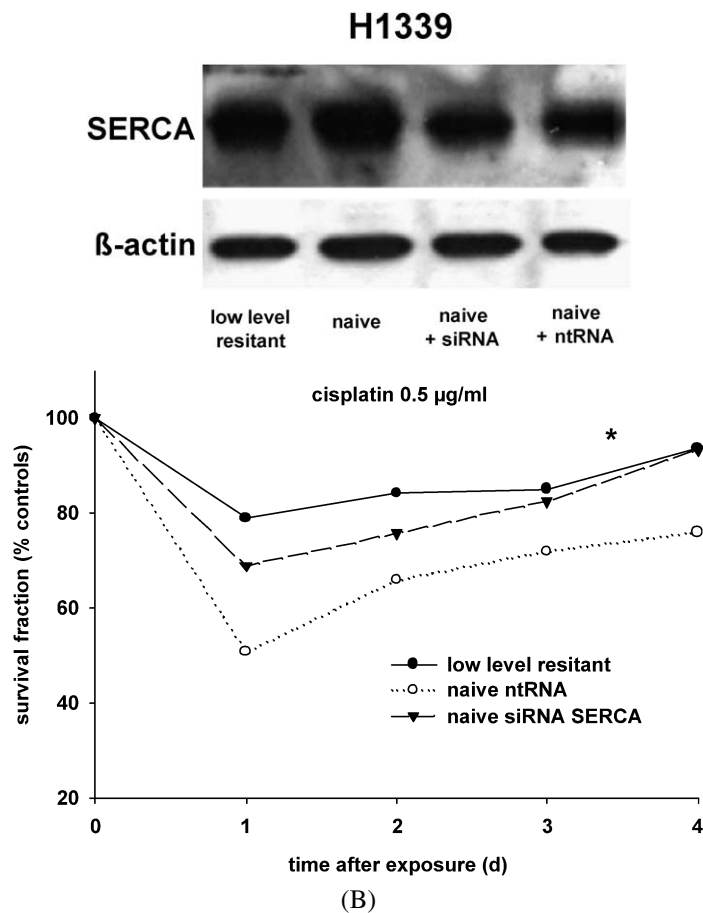 H1339
SERCA
ß-actin
low level
resitant
naive
naive
+ siRNA
naive
+ ntRNA
cisplatin 0.5 µg/ml
survival fraction (% controls)
100
80
60
40
20
*
low level resitant
naive ntRNA
naive siRNA SERCA
0 1 2 3 4
time after exposure (d)
(B)